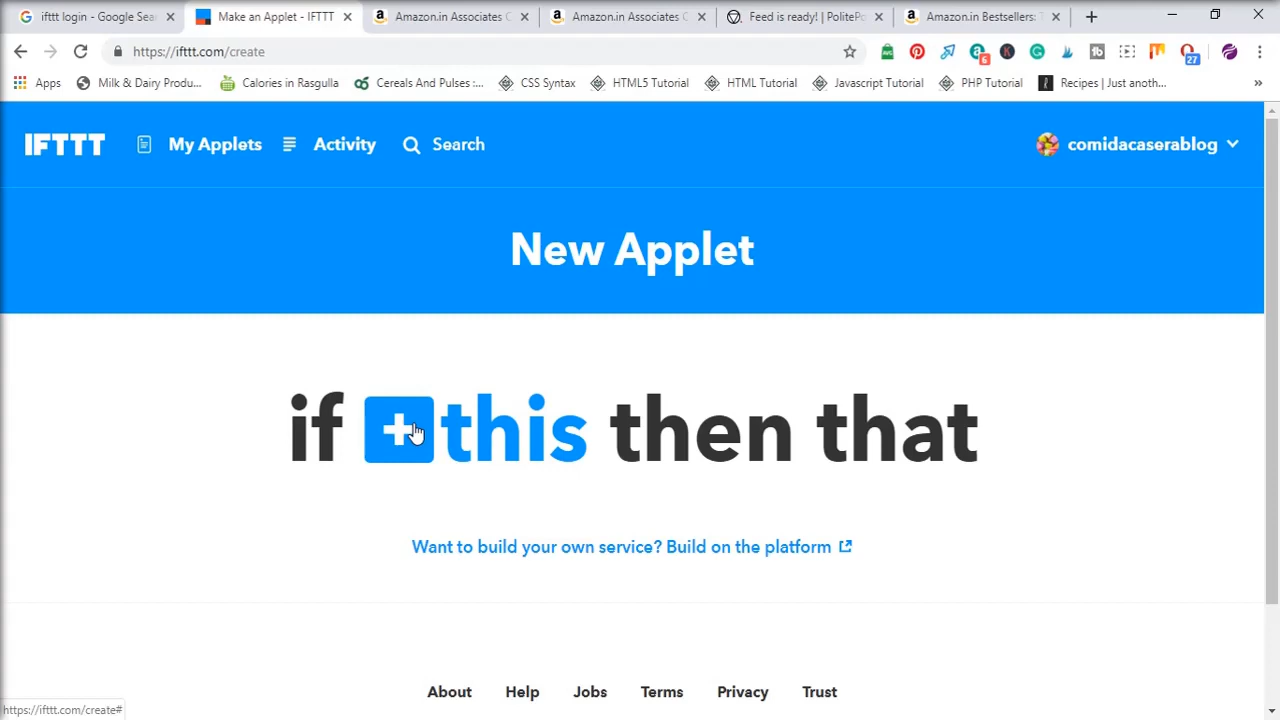 ifttt login - Google Sea
Make an Applet - IFTTT
Amazon.in Associates C
Amazon.in Associates C
Feed is ready! | PolitePo
Amazon.in Bestsellers: T
https://ifttt.com/create
6
27
Apps
Milk & Dairy Produ...
Calories in Rasgulla
Cereals And Pulses :...
CSS Syntax
HTML5 Tutorial
HTML Tutorial
Javascript Tutorial
PHP Tutorial
Recipes | Just anoth...
»
IFTTT
My Applets
Activity
Search
comidacaserablog
New Applet
if + this then that
Want to build your own service? Build on the platform
About
Help
Jobs
Terms
Privacy
Trust
https://ifttt.com/create#